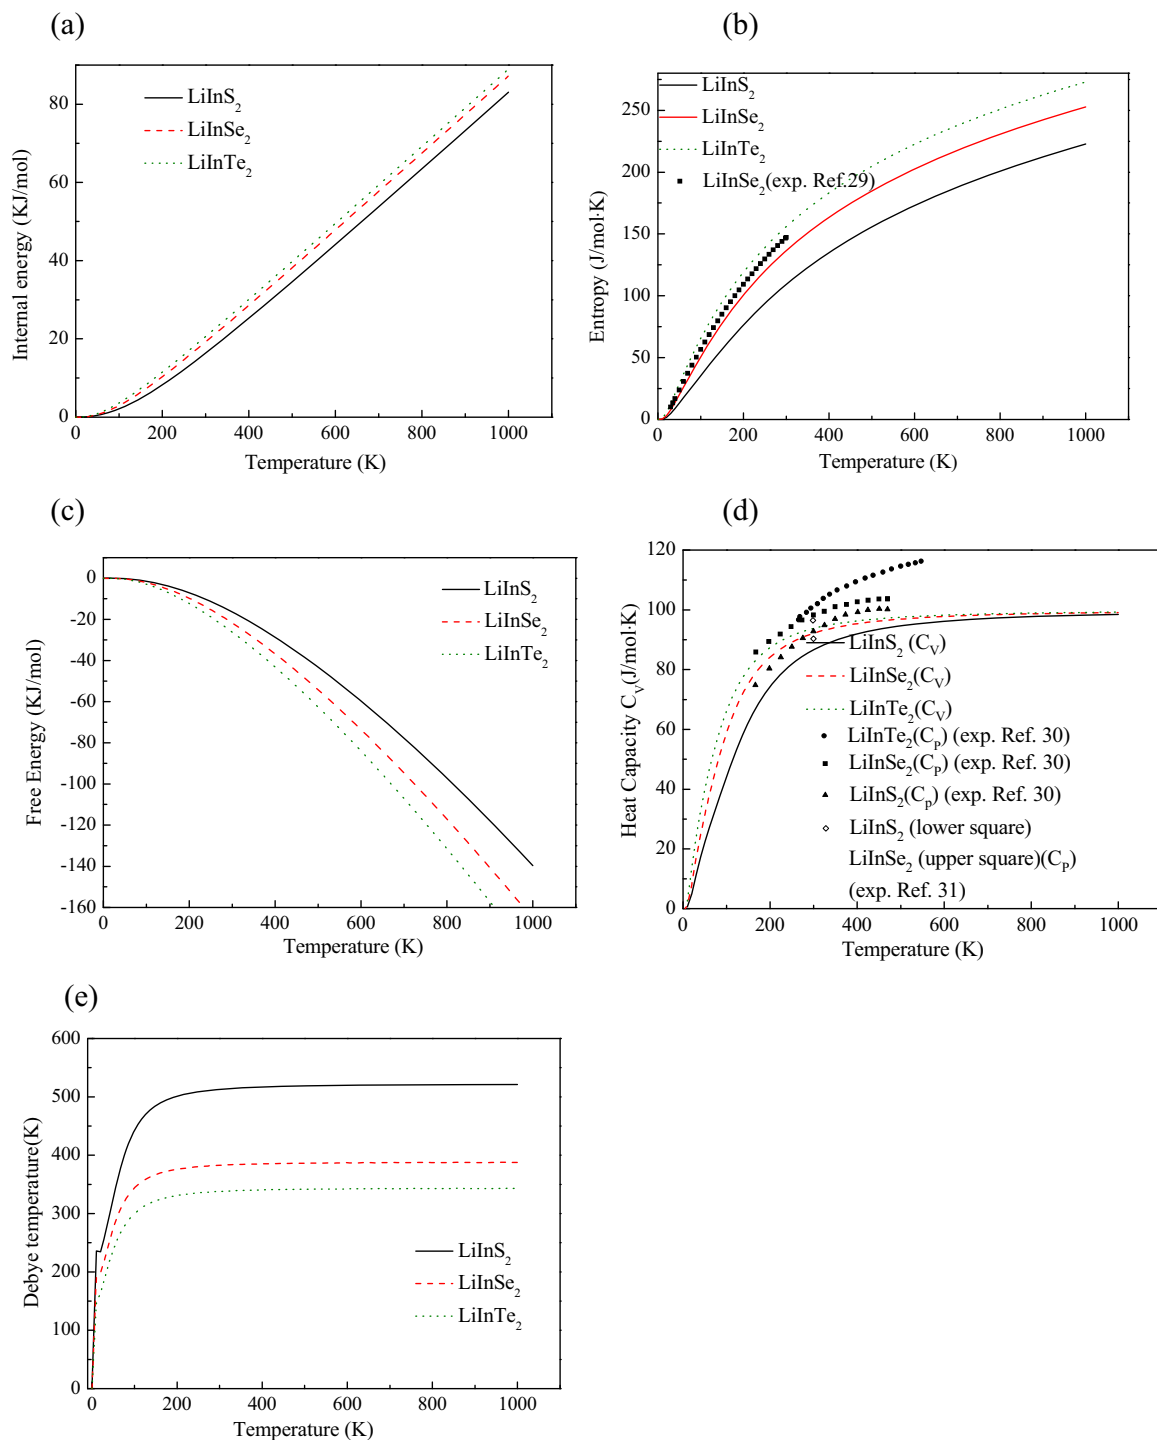 (a)
80
60
40
20
0
Internal energy (KJ/mol)
LiInS2
LiInSe2
LiInTe2
0 200 400 600 800 1000
Temperature (K)
(b)
250
200
150
100
50
0
Entropy (J/mol·K)
LiInS2
LiInSe2
LiInTe2
LiInSe2(exp. Ref.29)
0 200 400 600 800 1000
Temperature (K)
(c)
0
-20
-40
-60
-80
-100
-120
-140
-160
Free Energy (KJ/mol)
LiInS2
LiInSe2
LiInTe2
0 200 400 600 800 1000
Temperature (K)
(d)
120
100
80
60
40
20
0
Heat Capacity CV(J/mol·K)
LiInS2 (CV)
LiInSe2(CV)
LiInTe2(CV)
LiInTe2(CP) (exp. Ref. 30)
LiInSe2(CP) (exp. Ref. 30)
LiInS2(Cp) (exp. Ref. 30)
LiInS2 (lower square)
LiInSe2 (upper square)(CP)
(exp. Ref. 31)
0 200 400 600 800 1000
Temperature (K)
(e)
600
500
400
300
200
100
0
Debye temperature(K)
LiInS2
LiInSe2
LiInTe2
0 200 400 600 800 1000
Temperature (K)